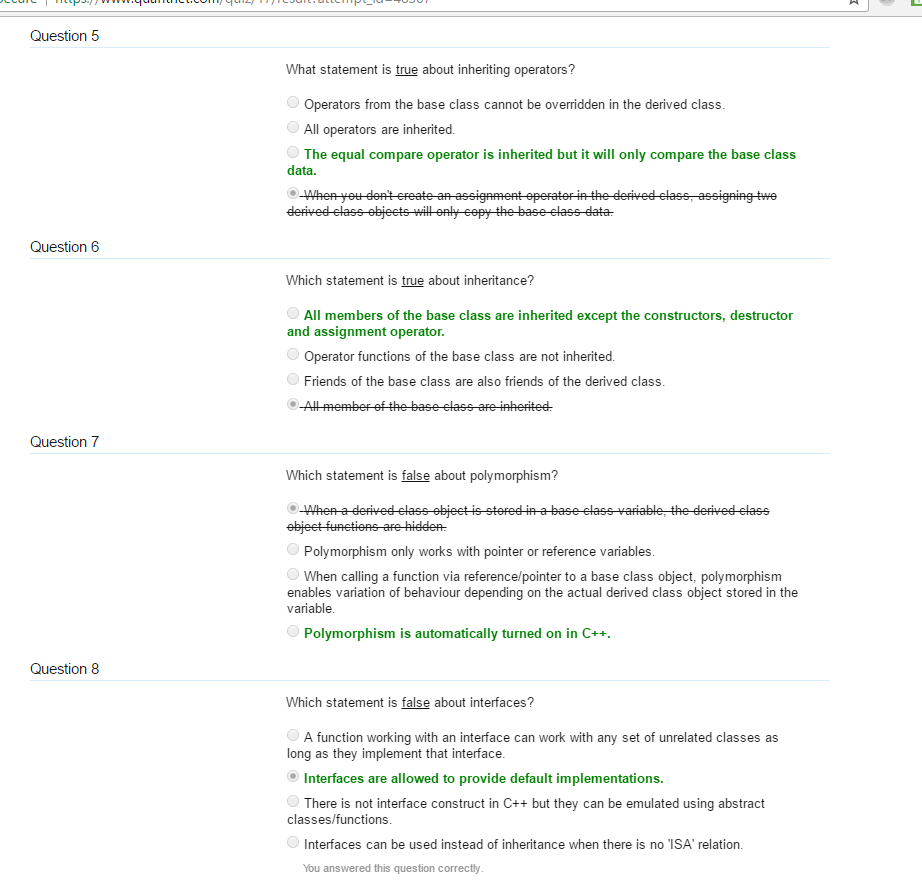 Question 5
What statement is true about inheriting operators?
Operators from the base class cannot be overridden in the derived class.
All operators are inherited.
The equal compare operator is inherited but it will only compare the base class
data.
When you don't create an assignment operator in the derived class, assigning two
derived class objects will only copy the base class data.
Question 6
Which statement is true about inheritance?
All members of the base class are inherited except the constructors, destructor
and assignment operator.
Operator functions of the base class are not inherited.
Friends of the base class are also friends of the derived class.
All member of the base class are inherited.
Question 7
Which statement is false about polymorphism?
When a derived class object is stored in a base class variable, the derived class
object functions are hidden.
Polymorphism only works with pointer or reference variables.
When calling a function via reference/pointer to a base class object, polymorphism
enables variation of behaviour depending on the actual derived class object stored in the
variable.
Polymorphism is automatically turned on in C++.
Question 8
Which statement is false about interfaces?
A function working with an interface can work with any set of unrelated classes as
long as they implement that interface.
Interfaces are allowed to provide default implementations.
There is not interface construct in C++ but they can be emulated using abstract
classes/functions.
Interfaces can be used instead of inheritance when there is no 'ISA' relation.
You answered this question correctly.